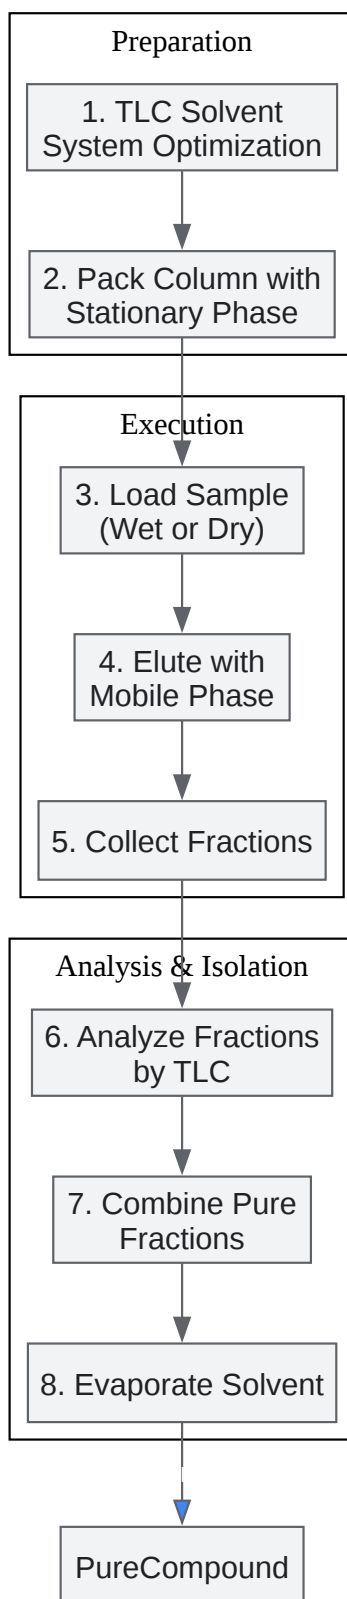 Preparation
1. TLC Solvent
System Optimization
2. Pack Column with
Stationary Phase
Execution
3. Load Sample
(Wet or Dry)
4. Elute with
Mobile Phase
5. Collect Fractions
Analysis & Isolation
6. Analyze Fractions
by TLC
7. Combine Pure
Fractions
8. Evaporate Solvent
PureCompound